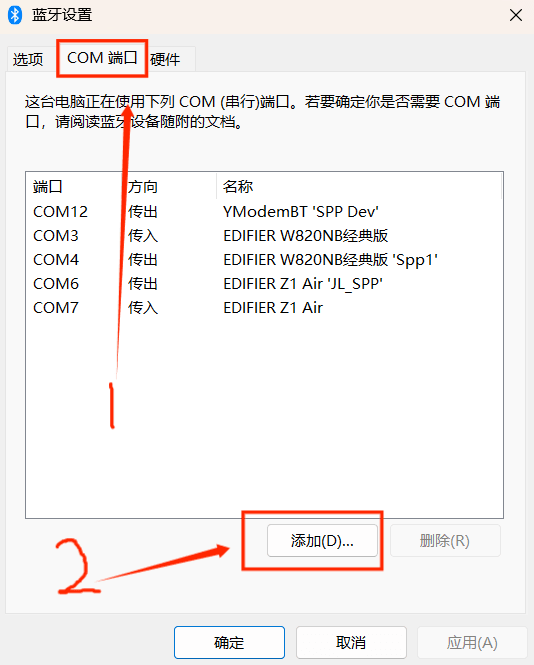 蓝牙设置
选项 COM 端口 硬件
这台电脑正在使用下列 COM (串行)端口。若要确定你是否需要 COM 端
口，请阅读蓝牙设备随附的文档。
端口 方向 名称
COM12 传出 YModemBT 'SPP Dev'
COM3 传入 EDIFIER W820NB经典版
COM4 传出 EDIFIER W820NB经典版 'Spp1'
COM6 传出 EDIFIER Z1 Air 'JL_SPP'
COM7 传入 EDIFIER Z1 Air
1
添加(D)... 删除(R)
2
确定 取消 应用(A)